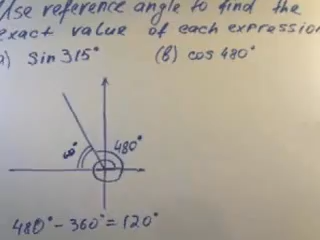 Use reference angle to find the
exact value of each expression
a) sin 315° (b) cos 480°
60° 480°
480° - 360° = 120°